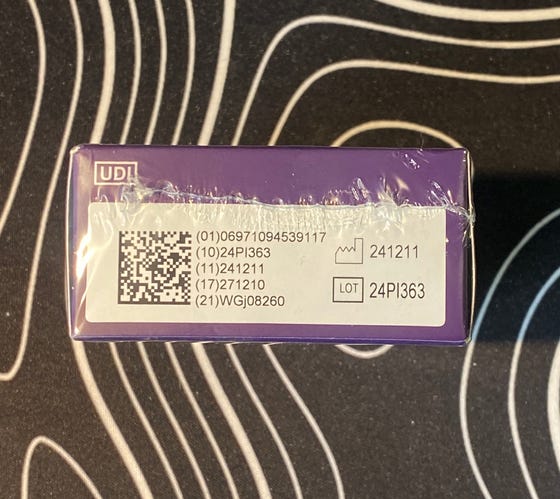 UDI
(01)06971094539117
(10)24PI363
(11)241211
(17)271210
(21)WGj08260
241211
LOT 24PI363